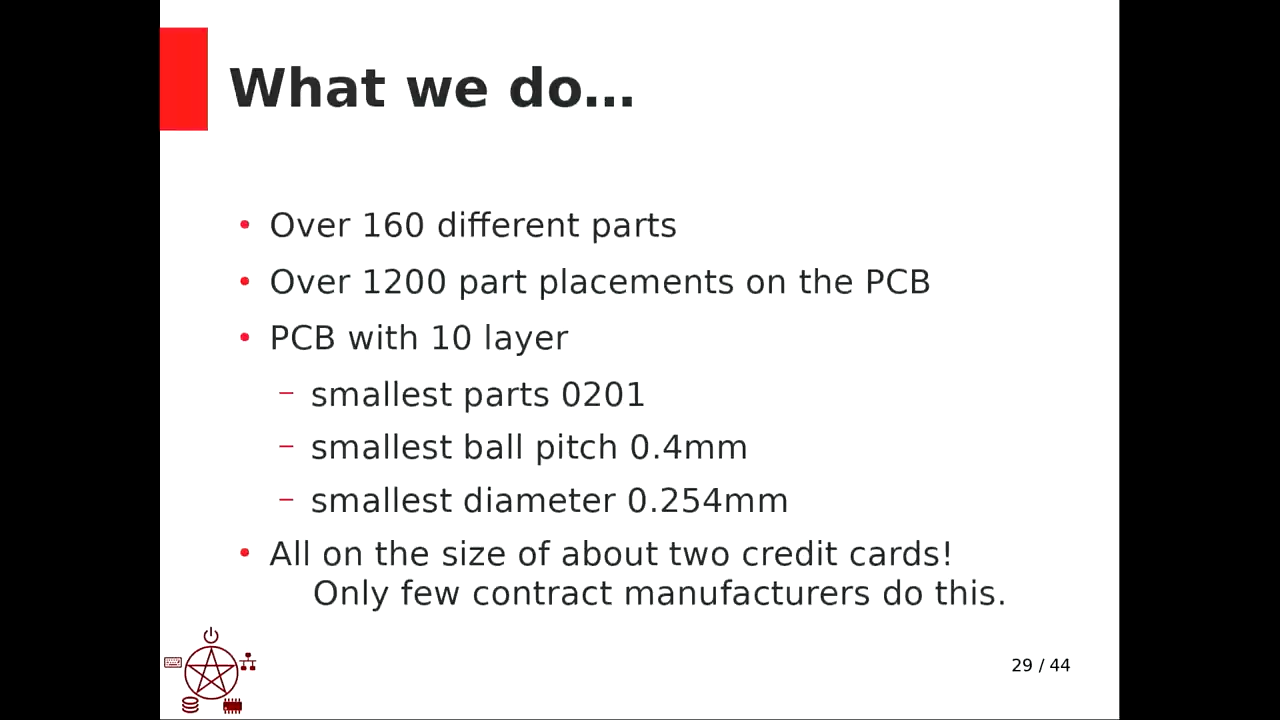 What we do...
• Over 160 different parts
• Over 1200 part placements on the PCB
• PCB with 10 layer
– smallest parts 0201
– smallest ball pitch 0.4mm
– smallest diameter 0.254mm
• All on the size of about two credit cards!
Only few contract manufacturers do this.
29 / 44